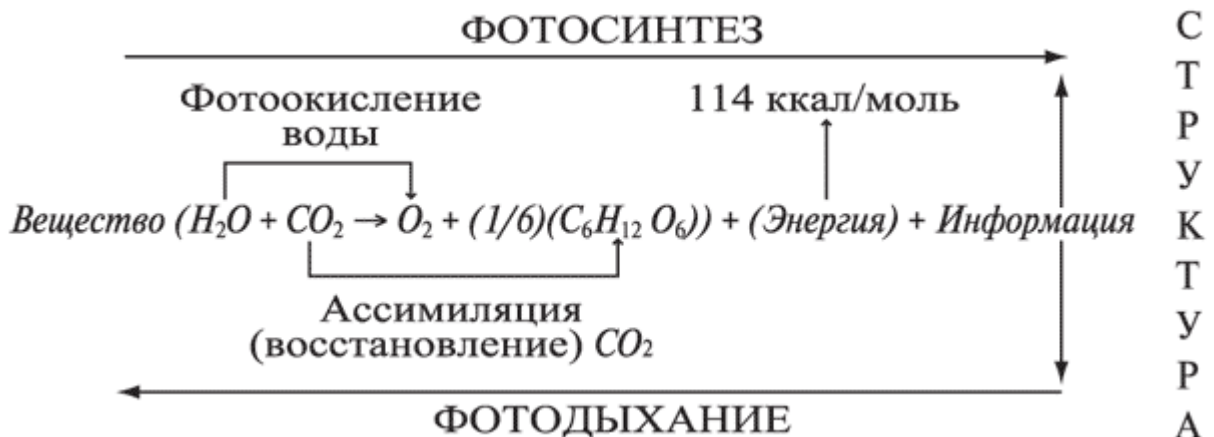 ФОТОСИНТЕЗ
Фотоокисление
воды
114 ккал/моль
Вещество (H₂O + CO₂ → O₂ + (1/6)(C₆H₁₂ O₆)) + (Энергия) + Информация
Ассимиляция
(восстановление) CO₂
ФОТОДЫХАНИЕ
С
Т
Р
У
К
Т
У
Р
А